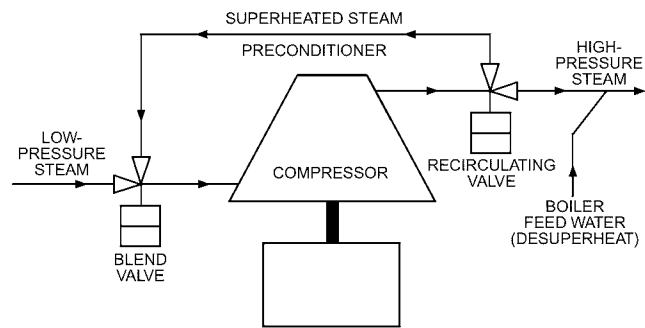 SUPERHEATED STEAM
PRECONDITIONER
HIGH-
PRESSURE
STEAM
LOW-
PRESSURE
STEAM
COMPRESSOR
RECIRCULATING
VALVE
BOILER
FEED WATER
(DESUPERHEAT)
BLEND
VALVE